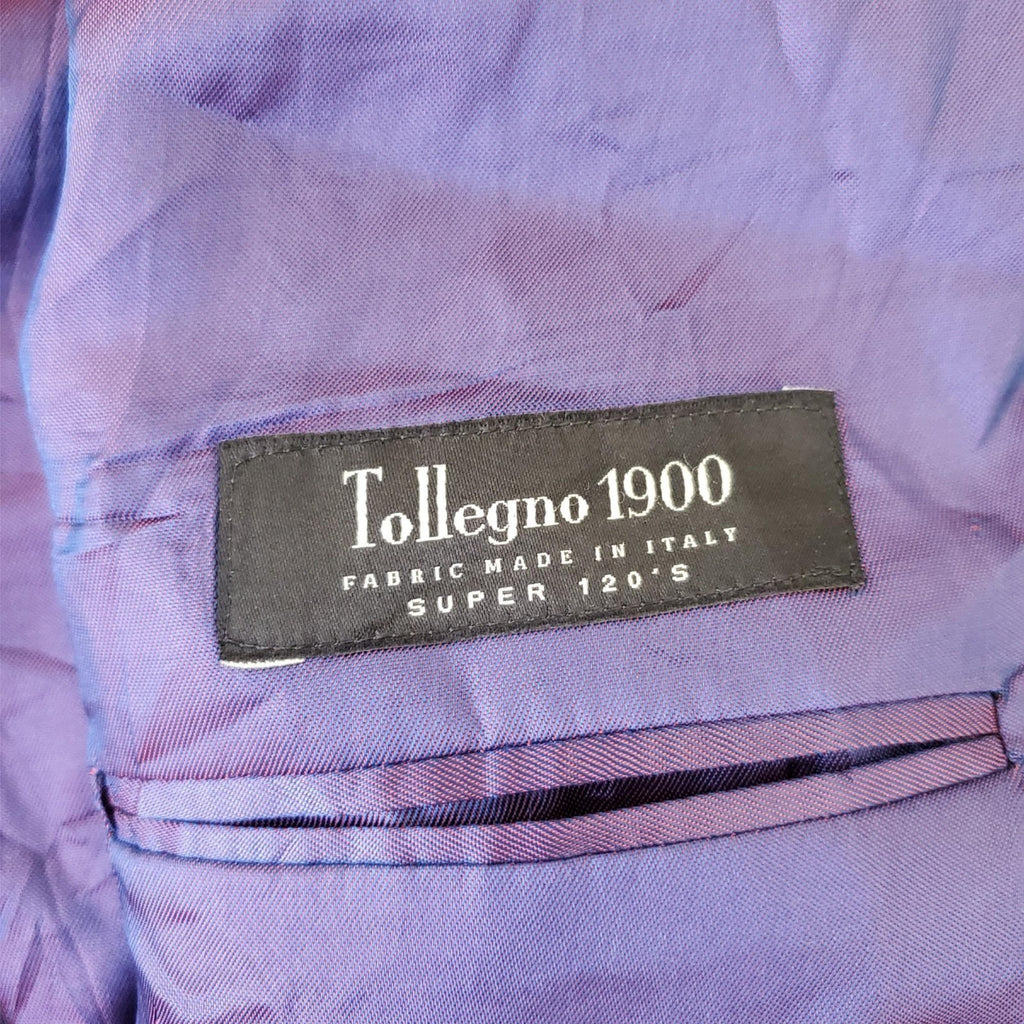 Tollegno 1900
FABRIC MADE IN ITALY
SUPER 120'S